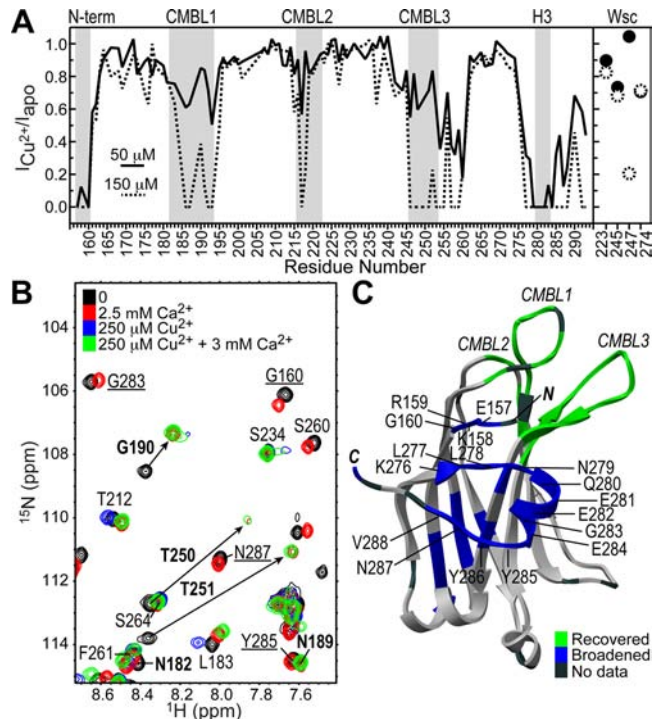 A
N-term CMBL1 CMBL2 CMBL3 H3 Wsc
I Cu²⁺/I apo
1.0
0.8
0.6
0.4
0.2
0.0
50 μM
150 μM
160 165 170 175 180 185 190 195 200 205 210 215 220 225 230 235 240 245 250 255 260 265 270 275 280 285 290
223 245 247 274
Residue Number
B
0
2.5 mM Ca²⁺
250 μM Cu²⁺
250 μM Cu²⁺ + 3 mM Ca²⁺
104
106
108
110
112
114
¹⁵N (ppm)
G283
G160
G190
S234
S260
T212
T250
N287
T251
S264
F261
N182
L183
Y285
N189
8.6 8.4 8.2 8.0 7.8 7.6
¹H (ppm)
C
CMBL1
CMBL2
CMBL3
R159
E157
N
G160
K158
C
L277
L278
K276
N279
Q280
E281
E282
G283
E284
V288
N287
Y286
Y285
Recovered
Broadened
No data